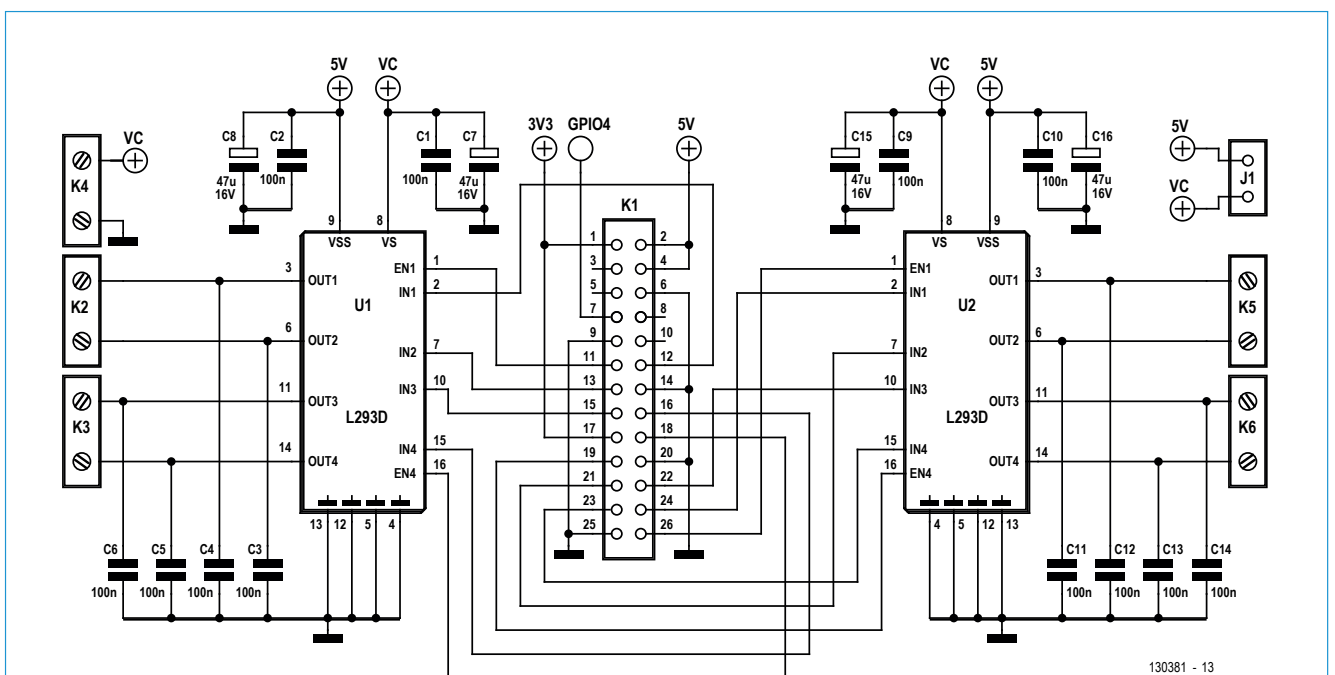 5V VC
C8 C2 C1 C7
47u 16V 100n 100n 47u 16V
VC
K4
9 8
VSS VS
3V3 GPIO4 5V
VC 5V
C15 C9 C10 C16
47u 16V 100n 100n 47u 16V
8 9
VS VSS
5V
VC
J1
K2
K3
3 OUT1
6 OUT2
11 OUT3
14 OUT4
U1
L293D
EN1 1
IN1 2
IN2 7
IN3 10
IN4 15
EN4 16
13 12 5 4
K1
1 2
3 4
5 6
7 8
9 10
11 12
13 14
15 16
17 18
19 20
21 22
23 24
25 26
1 EN1
2 IN1
7 IN2
10 IN3
15 IN4
16 EN4
U2
L293D
OUT1 3
OUT2 6
OUT3 11
OUT4 14
4 5 12 13
K5
K6
C6 C5 C4 C3
100n 100n 100n 100n
C11 C12 C13 C14
100n 100n 100n 100n
130381 - 13